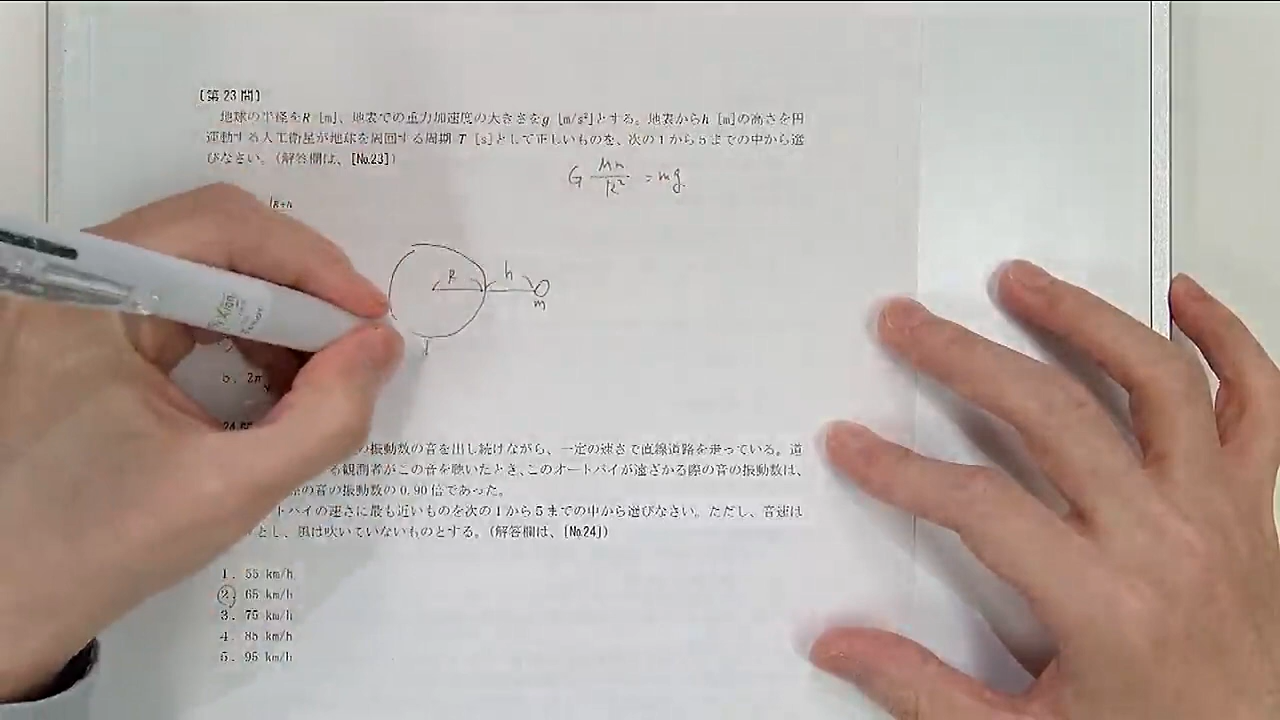 〔第23問〕
地球の半径をR [m]、地表での重力加速度の大きさをg [m/s²]とする。地表からh [m]の高さを円
運動する人工衛星が地球を周回する周期 T [s]として正しいものを、次の1から5までの中から選
びなさい。(解答欄は、[No.23])
G Mm/R² = mg
R+h
R
h
m
2π
の振動数の音を出し続けながら、一定の速さで直線道路を走っている。道
る観測者がこの音を聴いたとき、このオートバイが遠ざかる際の音の振動数は、
の音の振動数の0.90倍であった。
トバイの速さに最も近いものを次の1から5までの中から選びなさい。ただし、音速は
とし、風は吹いていないものとする。(解答欄は、[No.24])
1. 55 km/h
2. 65 km/h
3. 75 km/h
4. 85 km/h
5. 95 km/h